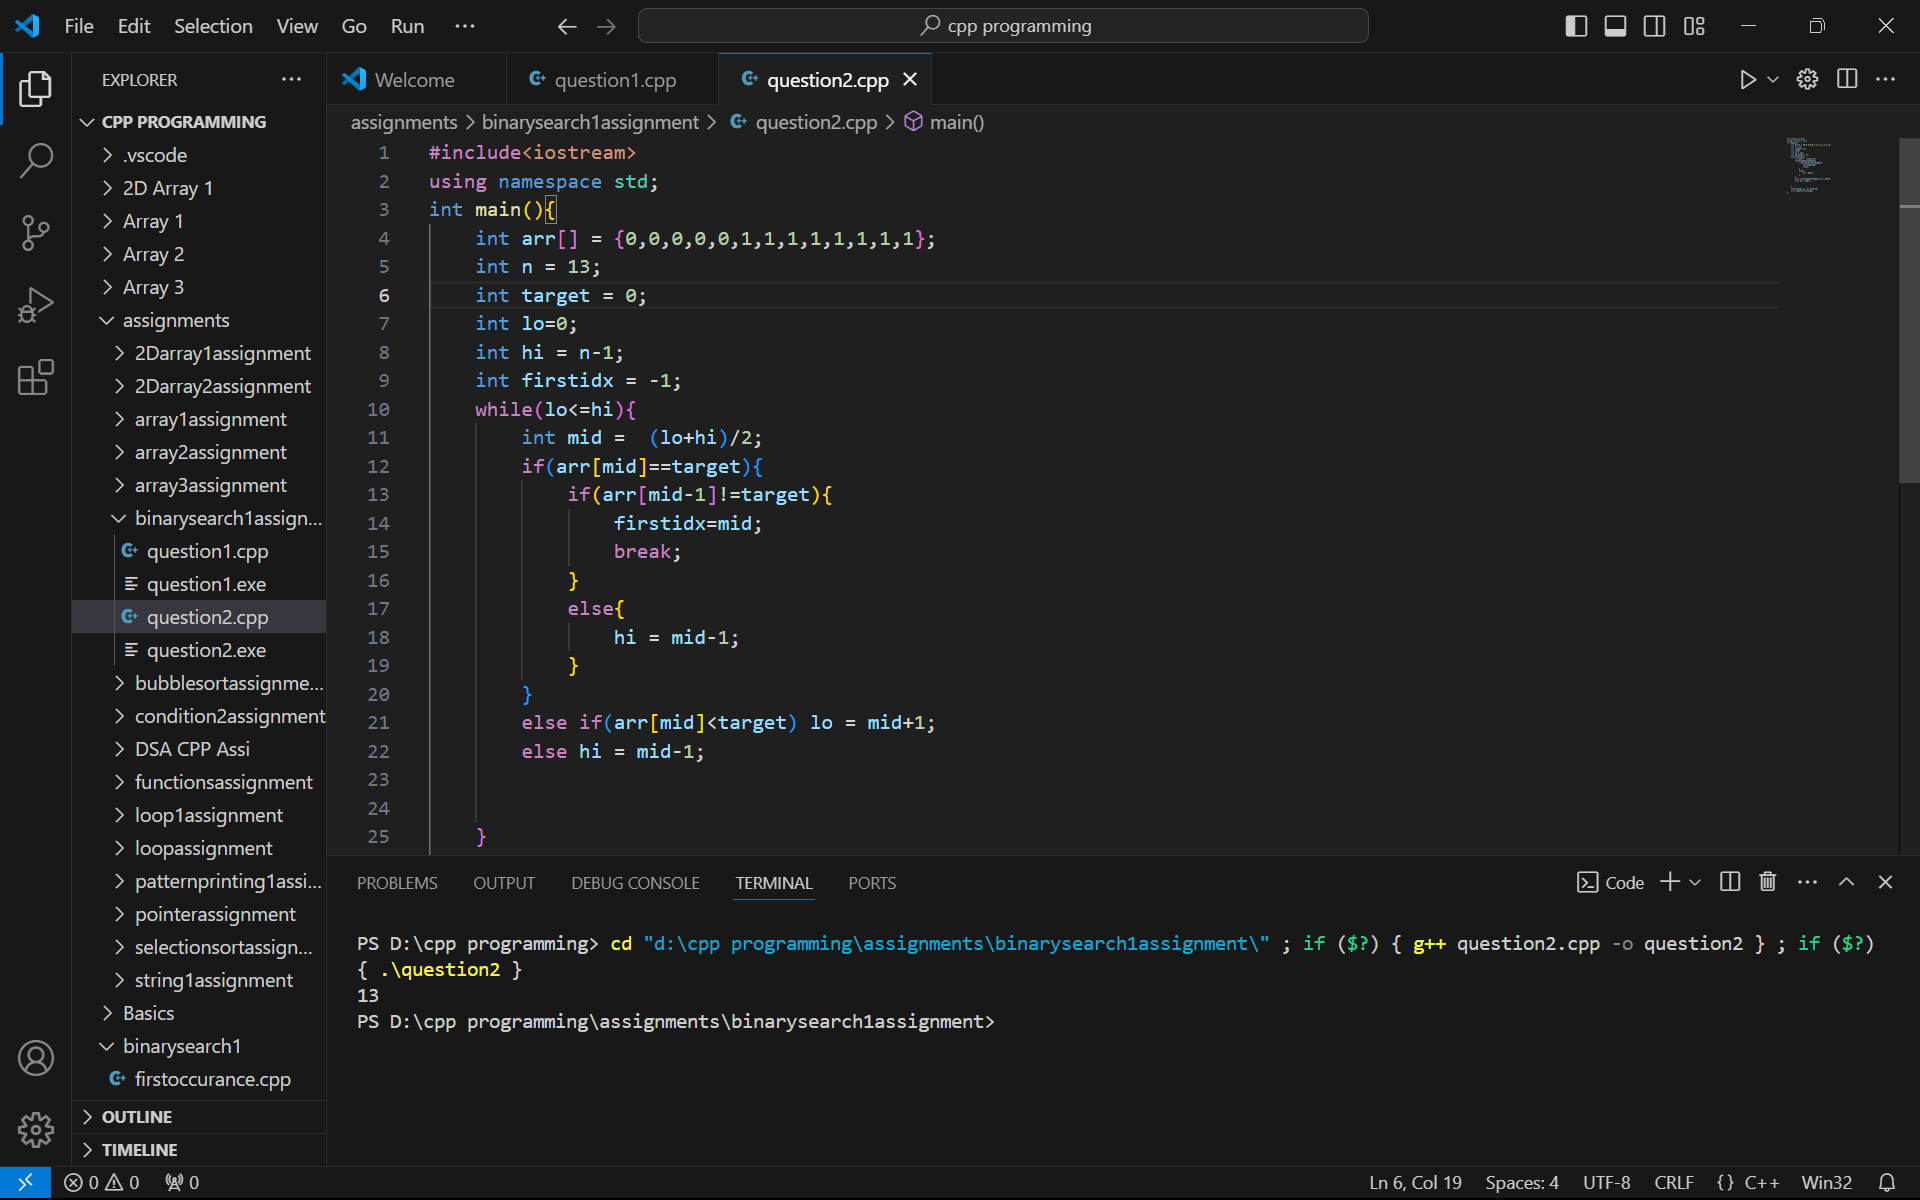 File Edit Selection View Go Run ··· cpp programming
EXPLORER ···
CPP PROGRAMMING
.vscode
2D Array 1
Array 1
Array 2
Array 3
assignments
2Darray1assignment
2Darray2assignment
array1assignment
array2assignment
array3assignment
binarysearch1assign...
question1.cpp
question1.exe
question2.cpp
question2.exe
bubblesortassignme...
condition2assignment
DSA CPP Assi
functionsassignment
loop1assignment
loopassignment
patternprinting1assi...
pointerassignment
selectionsortassign...
string1assignment
Basics
binarysearch1
firstoccurance.cpp
OUTLINE
TIMELINE
Welcome question1.cpp question2.cpp
assignments > binarysearch1assignment > question2.cpp > main()
1 #include<iostream>
2 using namespace std;
3 int main(){
4 int arr[] = {0,0,0,0,0,1,1,1,1,1,1,1,1};
5 int n = 13;
6 int target = 0;
7 int lo=0;
8 int hi = n-1;
9 int firstidx = -1;
10 while(lo<=hi){
11 int mid =  (lo+hi)/2;
12 if(arr[mid]==target){
13 if(arr[mid-1]!=target){
14 firstidx=mid;
15 break;
16 }
17 else{
18 hi = mid-1;
19 }
20 }
21 else if(arr[mid]<target) lo = mid+1;
22 else hi = mid-1;
23
24
25 }
PROBLEMS OUTPUT DEBUG CONSOLE TERMINAL PORTS Code
PS D:\cpp programming> cd "d:\cpp programming\assignments\binarysearch1assignment\" ; if ($?) { g++ question2.cpp -o question2 } ; if ($?)
{ .\question2 }
13
PS D:\cpp programming\assignments\binarysearch1assignment>
0 0 0 Ln 6, Col 19 Spaces: 4 UTF-8 CRLF {} C++ Win32